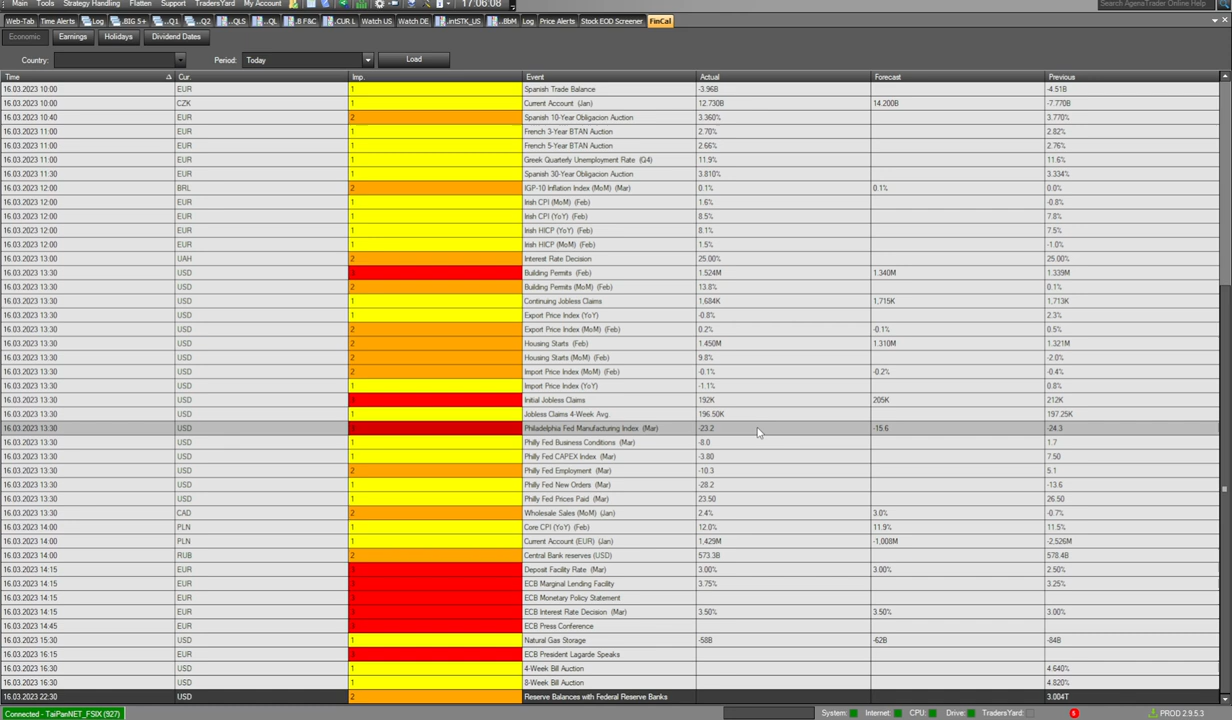 Main Tools Strategy Handling Flatten Support TradersYard My Account 17:06:08 Search AgenaTrader Online Help
Web-Tab Time Alerts Log .BIG S+ ...Q1 ...Q2 ...QLS ...QL .B F&C .CUR L Watch US Watch DE .intSTK_US ...BbM Log Price Alerts Stock EOD Screener FinCal
Economic Earnings Holidays Dividend Dates
Country: Period: Today Load
Time Cur. Imp. Event Actual Forecast Previous
16.03.2023 10:00 EUR 1 Spanish Trade Balance -3.96B -4.51B
16.03.2023 10:00 CZK 1 Current Account (Jan) 12.730B 14.200B -7.770B
16.03.2023 10:40 EUR 2 Spanish 10-Year Obligacion Auction 3.360% 3.770%
16.03.2023 11:00 EUR 1 French 3-Year BTAN Auction 2.70% 2.82%
16.03.2023 11:00 EUR 1 French 5-Year BTAN Auction 2.66% 2.76%
16.03.2023 11:00 EUR 1 Greek Quarterly Unemployment Rate (Q4) 11.9% 11.6%
16.03.2023 11:30 EUR 1 Spanish 30-Year Obligacion Auction 3.810% 3.334%
16.03.2023 12:00 BRL 2 IGP-10 Inflation Index (MoM) (Mar) 0.1% 0.1% 0.0%
16.03.2023 12:00 EUR 1 Irish CPI (MoM) (Feb) 1.6% -0.8%
16.03.2023 12:00 EUR 1 Irish CPI (YoY) (Feb) 8.5% 7.8%
16.03.2023 12:00 EUR 1 Irish HICP (YoY) (Feb) 8.1% 7.5%
16.03.2023 12:00 EUR 1 Irish HICP (MoM) (Feb) 1.5% -1.0%
16.03.2023 13:00 UAH 2 Interest Rate Decision 25.00% 25.00%
16.03.2023 13:30 USD 3 Building Permits (Feb) 1.524M 1.340M 1.339M
16.03.2023 13:30 USD 2 Building Permits (MoM) (Feb) 13.8% 0.1%
16.03.2023 13:30 USD 1 Continuing Jobless Claims 1,684K 1,715K 1,713K
16.03.2023 13:30 USD 1 Export Price Index (YoY) -0.8% 2.3%
16.03.2023 13:30 USD 2 Export Price Index (MoM) (Feb) 0.2% -0.1% 0.5%
16.03.2023 13:30 USD 2 Housing Starts (Feb) 1.450M 1.310M 1.321M
16.03.2023 13:30 USD 2 Housing Starts (MoM) (Feb) 9.8% -2.0%
16.03.2023 13:30 USD 2 Import Price Index (MoM) (Feb) -0.1% -0.2% -0.4%
16.03.2023 13:30 USD 1 Import Price Index (YoY) -1.1% 0.8%
16.03.2023 13:30 USD 3 Initial Jobless Claims 192K 205K 212K
16.03.2023 13:30 USD 1 Jobless Claims 4-Week Avg. 196.50K 197.25K
16.03.2023 13:30 USD 3 Philadelphia Fed Manufacturing Index (Mar) -23.2 -15.6 -24.3
16.03.2023 13:30 USD 1 Philly Fed Business Conditions (Mar) -8.0 1.7
16.03.2023 13:30 USD 1 Philly Fed CAPEX Index (Mar) -3.80 7.50
16.03.2023 13:30 USD 2 Philly Fed Employment (Mar) -10.3 5.1
16.03.2023 13:30 USD 1 Philly Fed New Orders (Mar) -28.2 -13.6
16.03.2023 13:30 USD 1 Philly Fed Prices Paid (Mar) 23.50 26.50
16.03.2023 13:30 CAD 2 Wholesale Sales (MoM) (Jan) 2.4% 3.0% -0.7%
16.03.2023 14:00 PLN 1 Core CPI (YoY) (Feb) 12.0% 11.9% 11.5%
16.03.2023 14:00 PLN 1 Current Account (EUR) (Jan) 1,429M -1,008M -2.526M
16.03.2023 14:00 RUB 2 Central Bank reserves (USD) 573.3B 578.4B
16.03.2023 14:15 EUR 3 Deposit Facility Rate (Mar) 3.00% 3.00% 2.50%
16.03.2023 14:15 EUR 3 ECB Marginal Lending Facility 3.75% 3.25%
16.03.2023 14:15 EUR 3 ECB Monetary Policy Statement
16.03.2023 14:15 EUR 3 ECB Interest Rate Decision (Mar) 3.50% 3.50% 3.00%
16.03.2023 14:45 EUR 3 ECB Press Conference
16.03.2023 15:30 USD 1 Natural Gas Storage -58B -62B -84B
16.03.2023 16:15 EUR 3 ECB President Lagarde Speaks
16.03.2023 16:30 USD 1 4-Week Bill Auction 4.640%
16.03.2023 16:30 USD 1 8-Week Bill Auction 4.820%
16.03.2023 22:30 USD 2 Reserve Balances with Federal Reserve Banks 3.004T
Connected - TaiPanNET_FSIX (927) System: Internet: CPU: Drive: TradersYard: 6 PROD 2.9.5.3